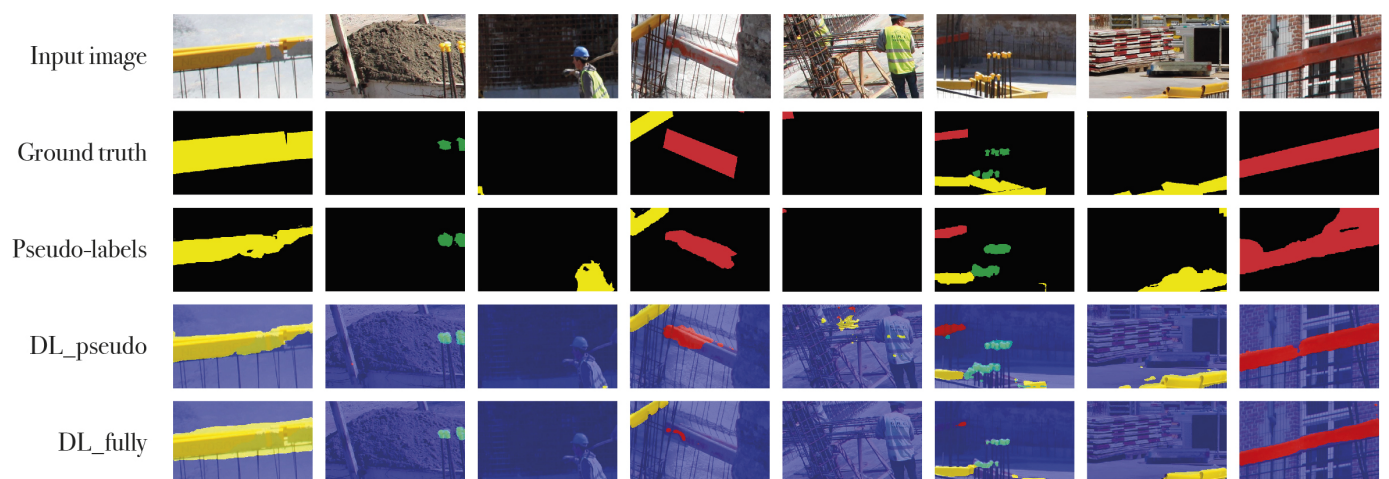 Input image
Ground truth
Pseudo-labels
DL_pseudo
DL_fully